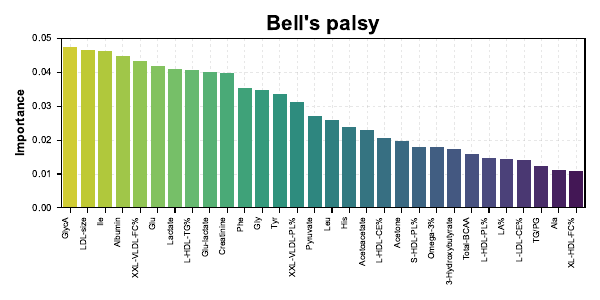 Bell's palsy
Importance
0.05
0.04
0.03
0.02
0.01
0.00
GlycA
LDL-size
Ile
Albumin
XXL-VLDL-FC%
Glu
Lactate
L-HDL-TG%
Glu-lactate
Creatinine
Phe
Gly
Tyr
XXL-VLDL-PL%
Pyruvate
Leu
His
Acetoacetate
L-HDL-CE%
Acetone
S-HDL-PL%
Omega-3%
3-Hydroxybutyrate
Total-BCAA
L-HDL-PL%
LA%
L-LDL-CE%
TG/PG
Ala
XL-HDL-FC%